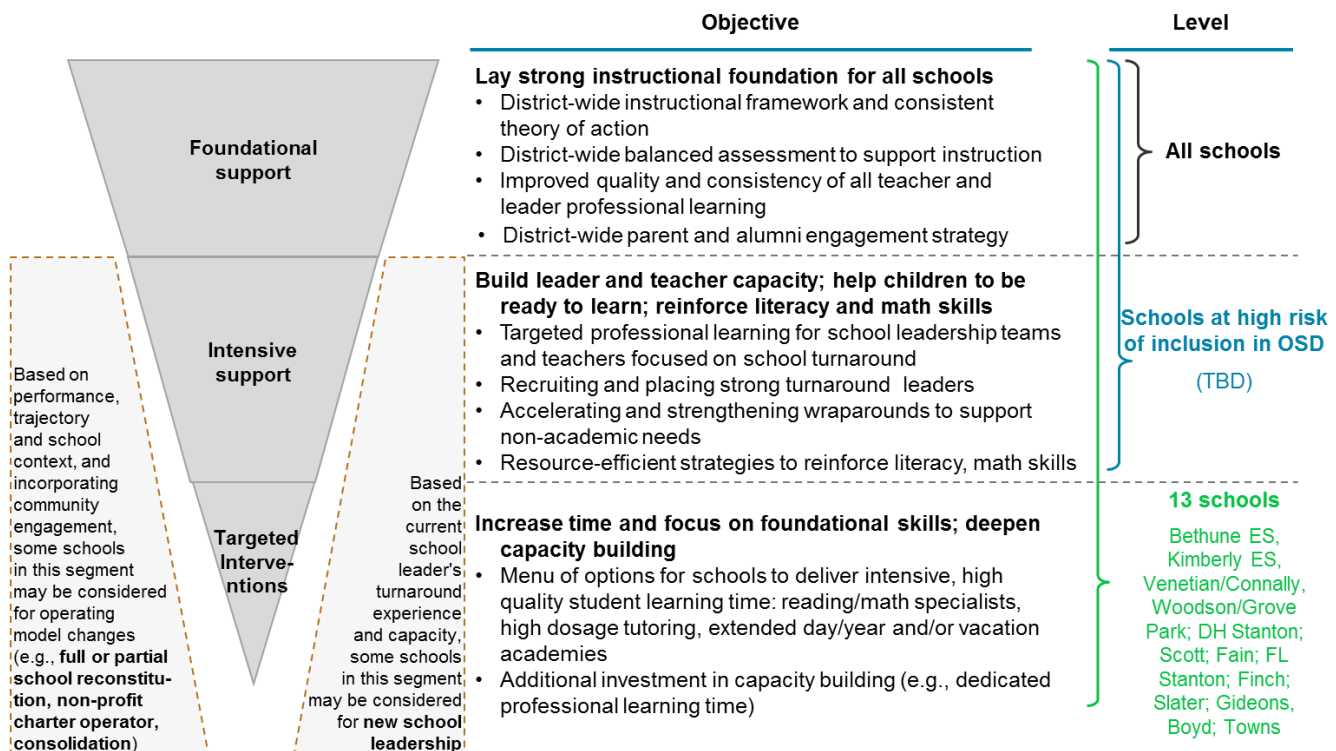 Objective
Level
Foundational
support
Lay strong instructional foundation for all schools
• District-wide instructional framework and consistent
theory of action
• District-wide balanced assessment to support instruction
• Improved quality and consistency of all teacher and
leader professional learning
• District-wide parent and alumni engagement strategy
All schools
Intensive
support
Build leader and teacher capacity; help children to be
ready to learn; reinforce literacy and math skills
• Targeted professional learning for school leadership teams
and teachers focused on school turnaround
• Recruiting and placing strong turnaround leaders
• Accelerating and strengthening wraparounds to support
non-academic needs
• Resource-efficient strategies to reinforce literacy, math skills
Schools at high risk
of inclusion in OSD
(TBD)
Based on
performance,
trajectory
and school
context, and
incorporating
community
engagement,
some schools
in this segment
may be considered
for operating
model changes
(e.g., full or partial
school reconstitu-
tion, non-profit
charter operator,
consolidation)
Targeted
Interve-
ntions
Based
on the
current
school
leader's
turnaround
experience
and capacity,
some schools
in this segment
may be considered
for new school
leadership
Increase time and focus on foundational skills; deepen
capacity building
• Menu of options for schools to deliver intensive, high
quality student learning time: reading/math specialists,
high dosage tutoring, extended day/year and/or vacation
academies
• Additional investment in capacity building (e.g., dedicated
professional learning time)
13 schools
Bethune ES,
Kimberly ES,
Venetian/Connally,
Woodson/Grove
Park; DH Stanton;
Scott; Fain; FL
Stanton; Finch;
Slater; Gideons,
Boyd; Towns